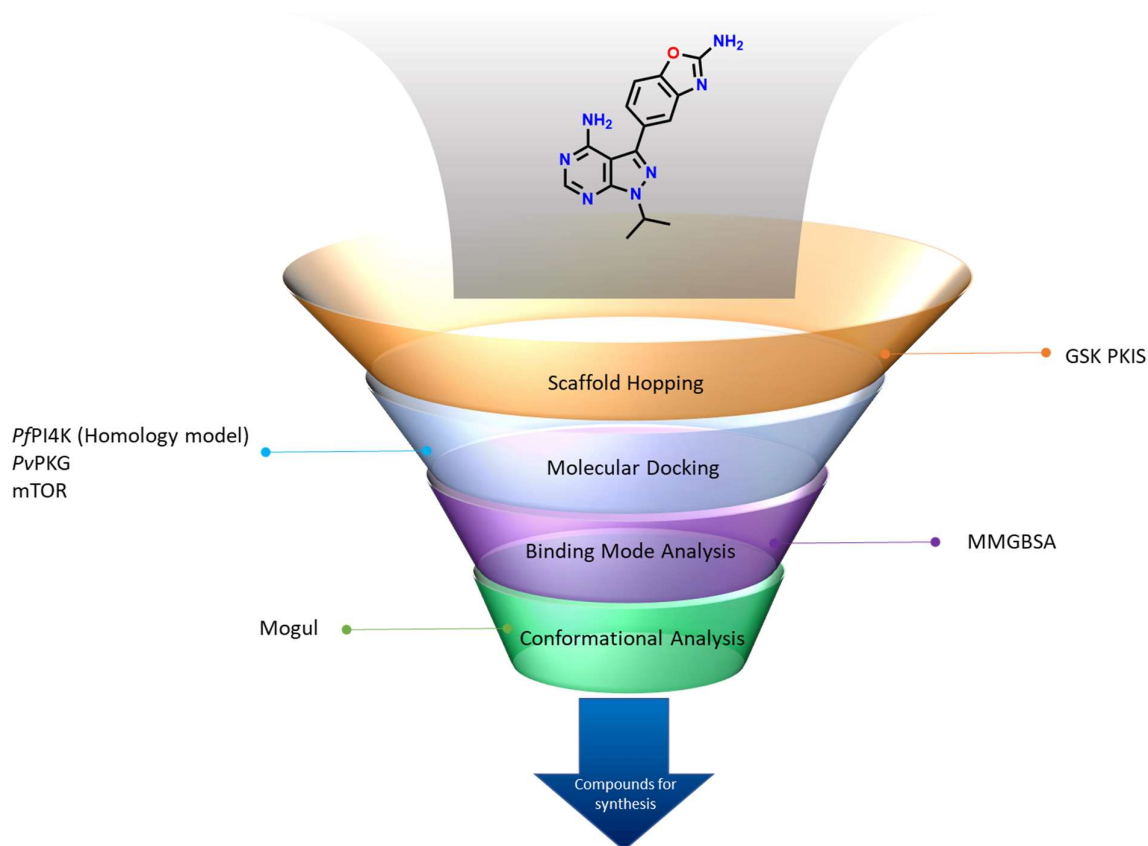 O
NH₂
N
NH₂
N
N
N
N
Scaffold Hopping
GSK PKIS
PfPI4K (Homology model)
PvPKG
mTOR
Molecular Docking
Binding Mode Analysis
MMGBSA
Mogul
Conformational Analysis
Compounds for
synthesis